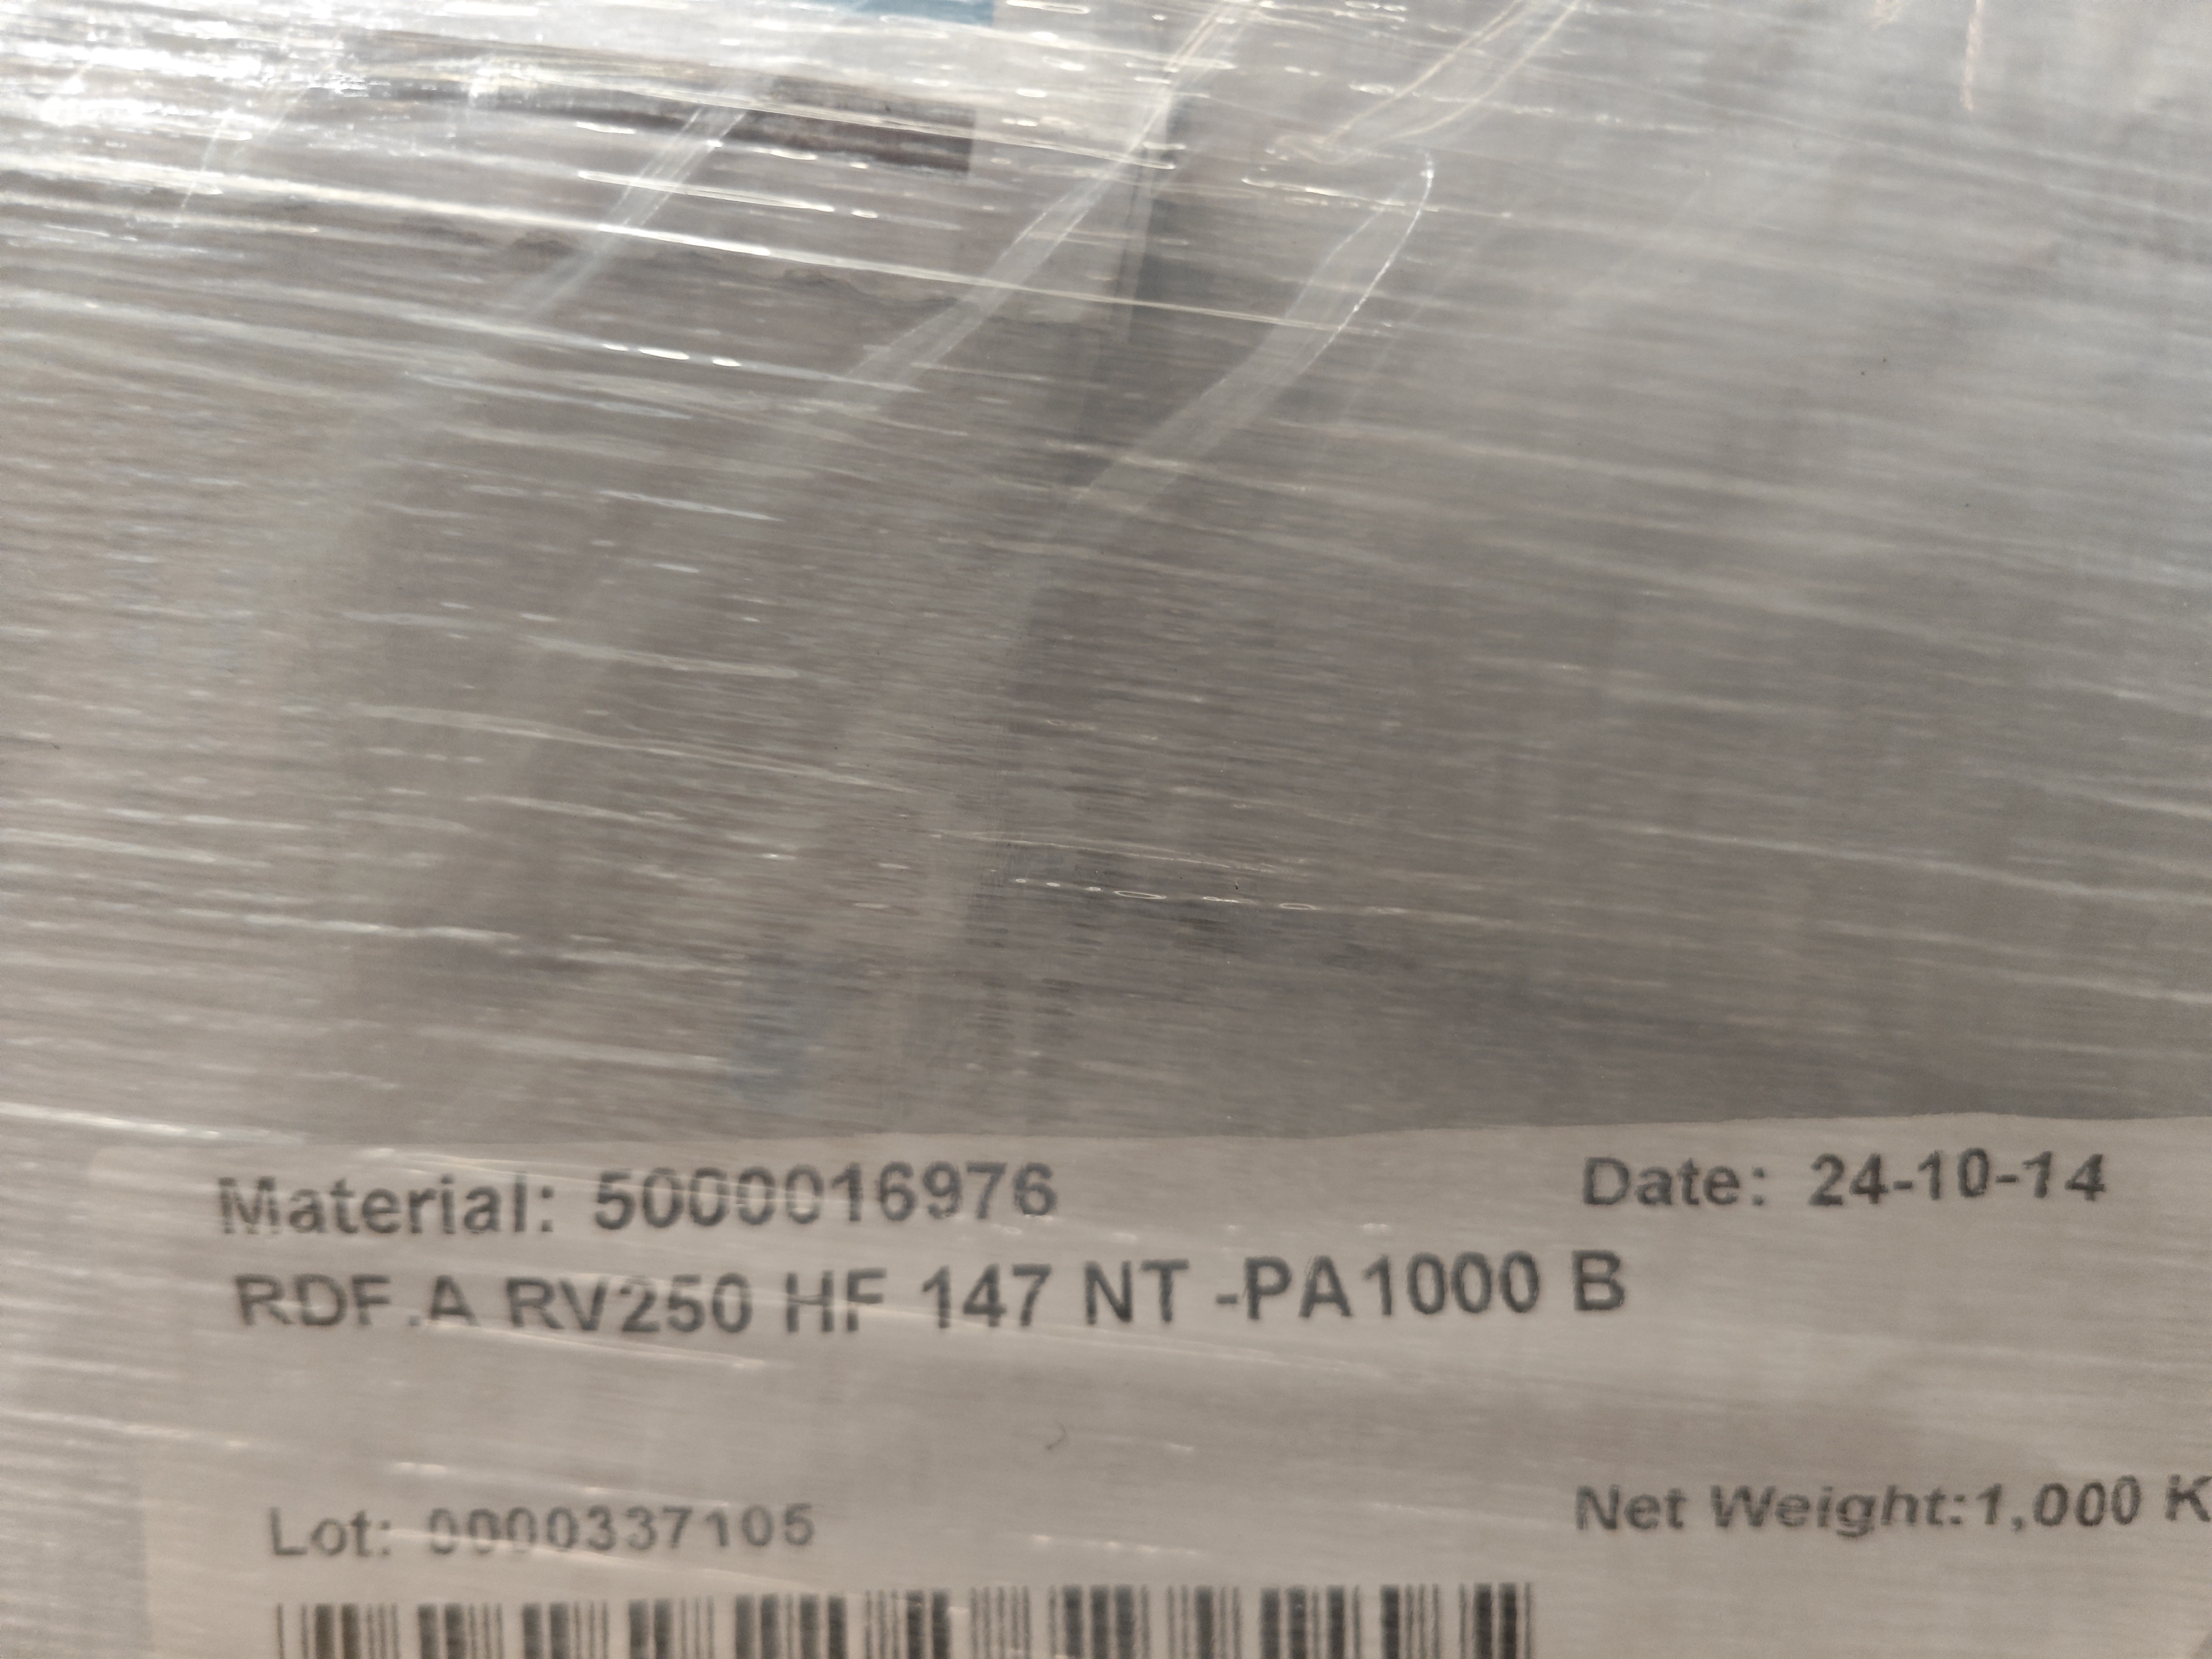 Material: 5000016976
Date: 24-10-14
RDF.A RV250 HF 147 NT -PA1000 B
Lot: 0000337105
Net Weight:1,000 K